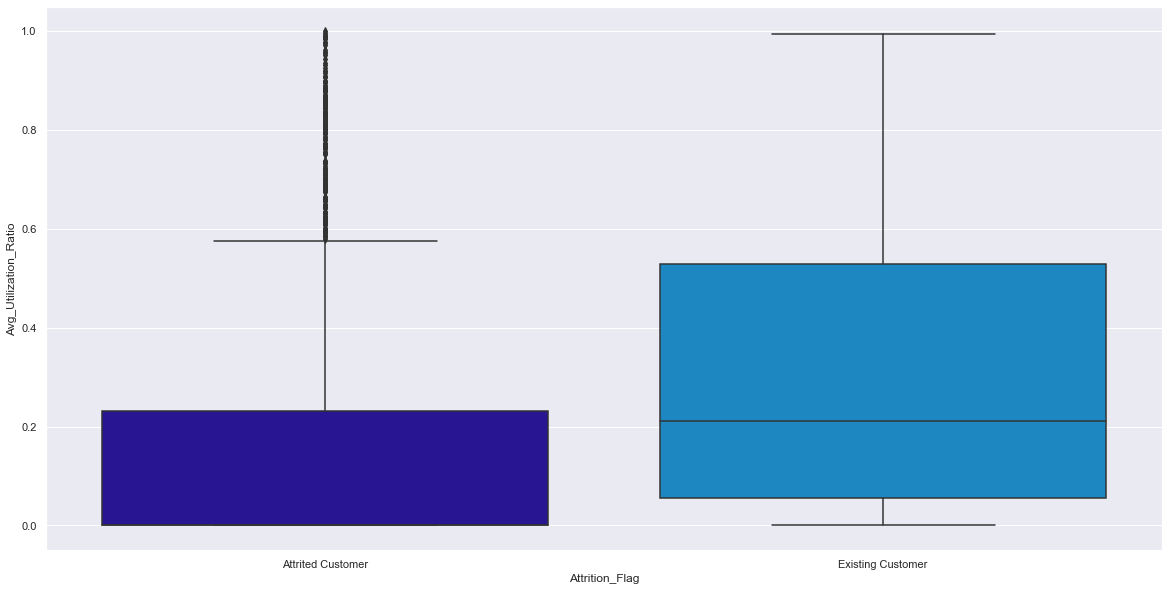 1.0
0.8
0.6
0.4
0.2
0.0
Avg_Utilization_Ratio
Attrited Customer
Existing Customer
Attrition_Flag